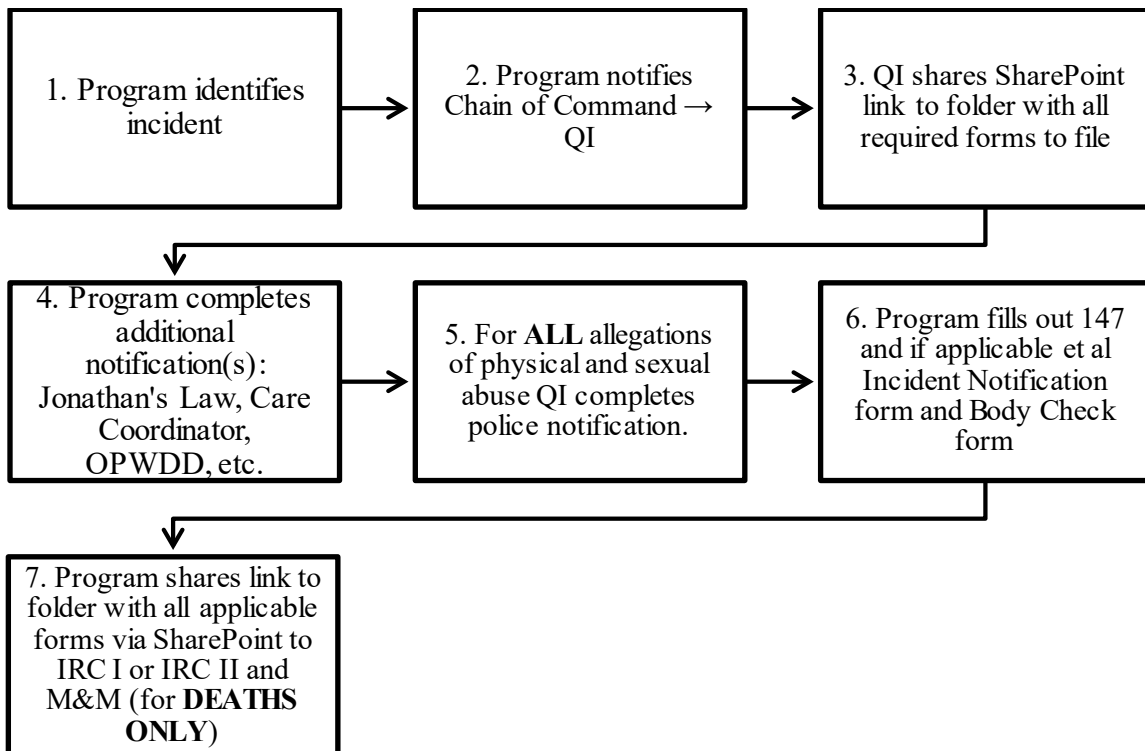 1. Program identifies
incident
2. Program notifies
Chain of Command →
QI
3. QI shares SharePoint
link to folder with all
required forms to file
4. Program completes
additional
notification(s):
Jonathan's Law, Care
Coordinator,
OPWDD, etc.
5. For ALL allegations
of physical and sexual
abuse QI completes
police notification.
6. Program fills out 147
and if applicable et al
Incident Notification
form and Body Check
form
7. Program shares link to
folder with all applicable
forms via SharePoint to
IRC I or IRC II and
M&M (for DEATHS
ONLY)